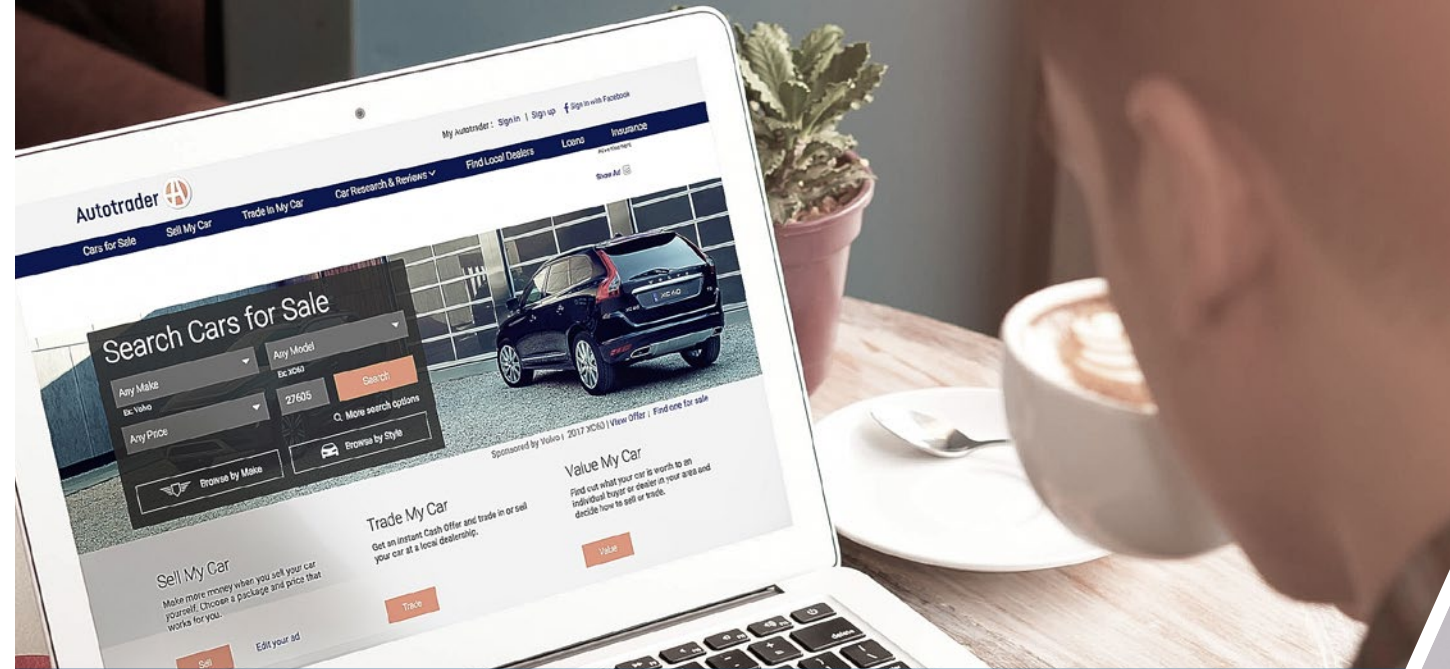 My Autotrader : Sign in | Sign up f Sign in with Facebook
Autotrader
Cars for Sale Sell My Car Trade In My Car Car Research & Reviews Find Local Dealers Loans Insurance
Advertisement
Show Ad
Search Cars for Sale
Any Make Any Model
Ex: Volvo Ex: XC60
Any Price 27605 Search
More search options
Browse by Make Browse by Style
VOLVO
XC 60
Sponsored by Volvo | 2017 XC60 | View Offer | Find one for sale
Sell My Car
Make more money when you sell your car
yourself. Choose a package and price that
works for you.
Sell Edit your ad
Trade My Car
Get an Instant Cash Offer and trade in or sell
your car at a local dealership.
Trade
Value My Car
Find out what your car is worth to an
individual buyer or dealer in your area and
decide how to sell or trade.
Value
delete